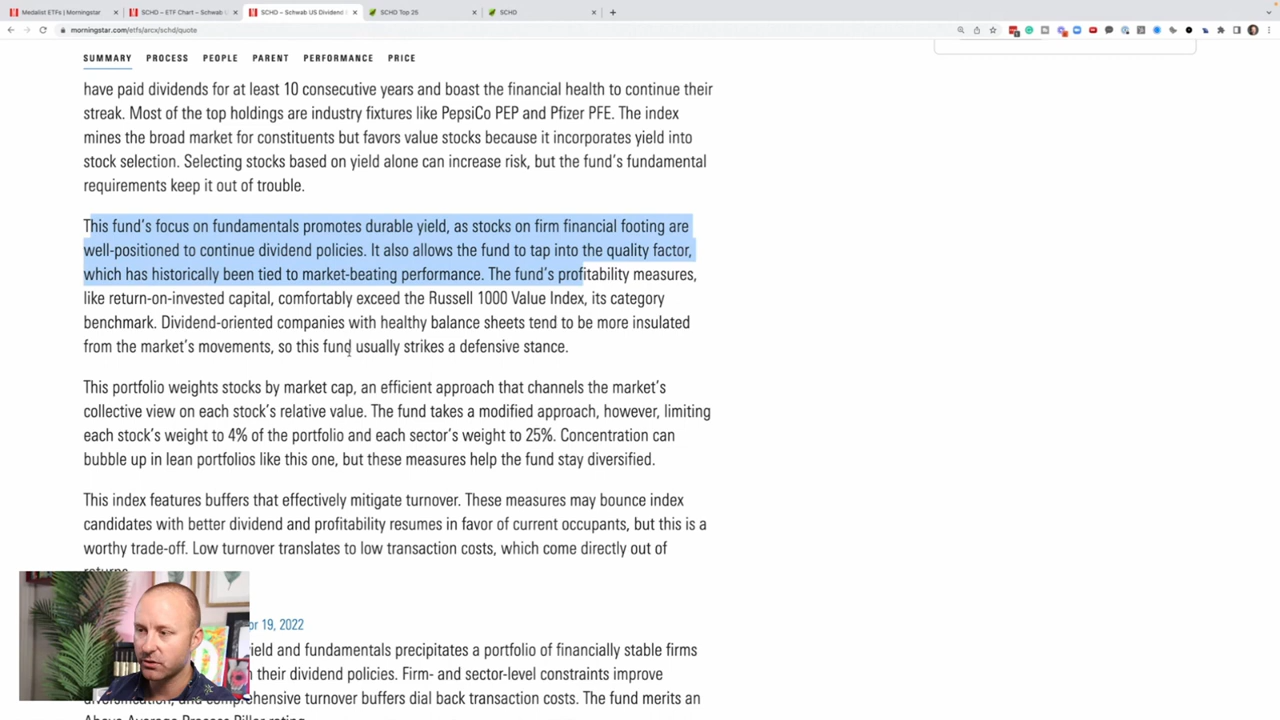 Medalist ETFs | Morningstar
SCHD – ETF Chart – Schwab
SCHD – Schwab US Dividend
SCHD Top 25
SCHD
morningstar.com/etfs/arcx/schd/quote
SUMMARY PROCESS PEOPLE PARENT PERFORMANCE PRICE
have paid dividends for at least 10 consecutive years and boast the financial health to continue their
streak. Most of the top holdings are industry fixtures like PepsiCo PEP and Pfizer PFE. The index
mines the broad market for constituents but favors value stocks because it incorporates yield into
stock selection. Selecting stocks based on yield alone can increase risk, but the fund’s fundamental
requirements keep it out of trouble.
This fund’s focus on fundamentals promotes durable yield, as stocks on firm financial footing are
well-positioned to continue dividend policies. It also allows the fund to tap into the quality factor,
which has historically been tied to market-beating performance. The fund’s profitability measures,
like return-on-invested capital, comfortably exceed the Russell 1000 Value Index, its category
benchmark. Dividend-oriented companies with healthy balance sheets tend to be more insulated
from the market’s movements, so this fund usually strikes a defensive stance.
This portfolio weights stocks by market cap, an efficient approach that channels the market’s
collective view on each stock’s relative value. The fund takes a modified approach, however, limiting
each stock’s weight to 4% of the portfolio and each sector’s weight to 25%. Concentration can
bubble up in lean portfolios like this one, but these measures help the fund stay diversified.
This index features buffers that effectively mitigate turnover. These measures may bounce index
candidates with better dividend and profitability resumes in favor of current occupants, but this is a
worthy trade-off. Low turnover translates to low transaction costs, which come directly out of
returns.
19, 2022
yield and fundamentals precipitates a portfolio of financially stable firms
their dividend policies. Firm- and sector-level constraints improve
diversification, and comprehensive turnover buffers dial back transaction costs. The fund merits an
Above Average Process Pillar rating.